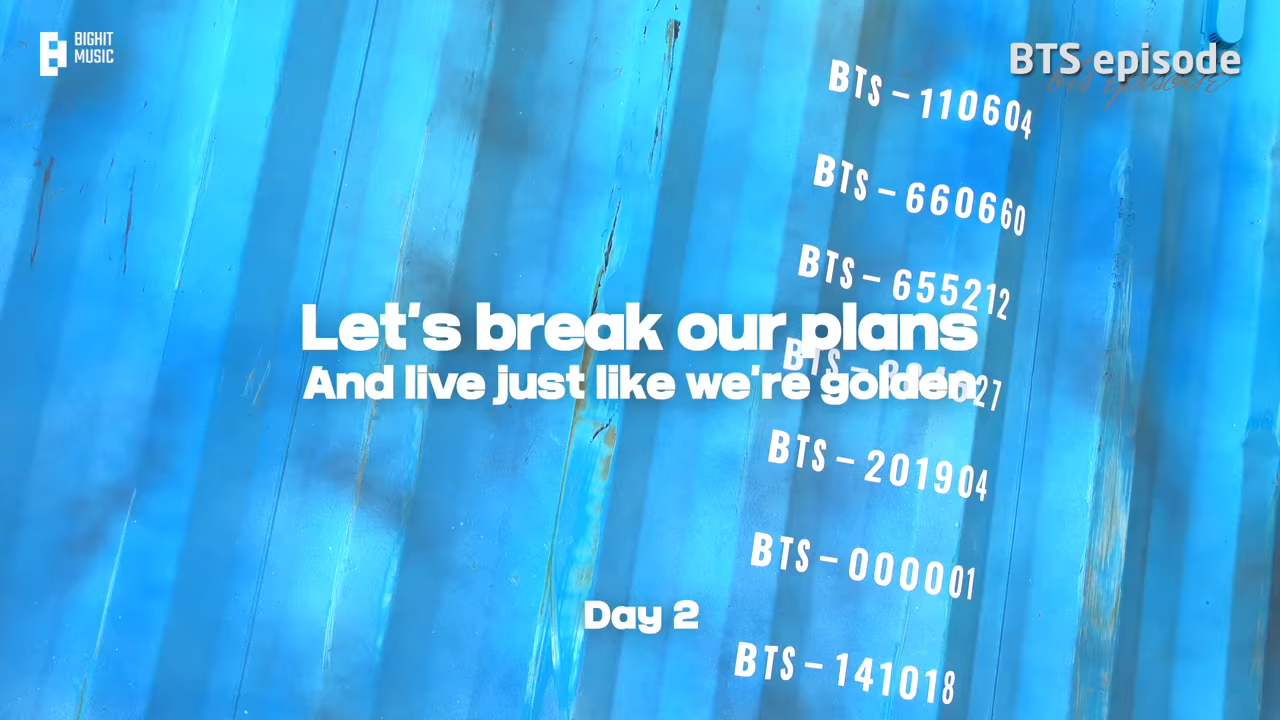 BIGHIT
MUSIC
BTS episode
BTS – 110604
BTS – 660660
BTS – 655212
Let's break our plans
And live just like we're golden
BTS –
BTS – 201904
BTS – 000001
Day 2
BTS – 141018